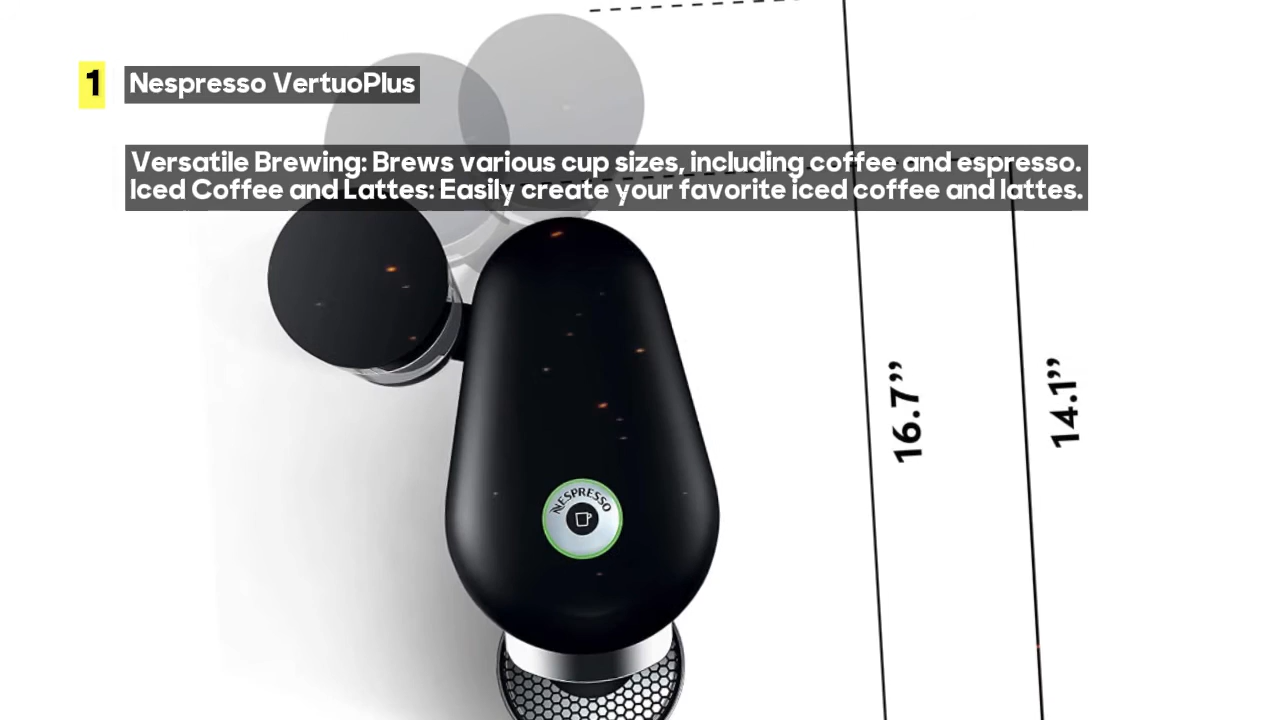 1 Nespresso VertuoPlus
Versatile Brewing: Brews various cup sizes, including coffee and espresso.
Iced Coffee and Lattes: Easily create your favorite iced coffee and lattes.
16.7”
14.1”
NESPRESSO